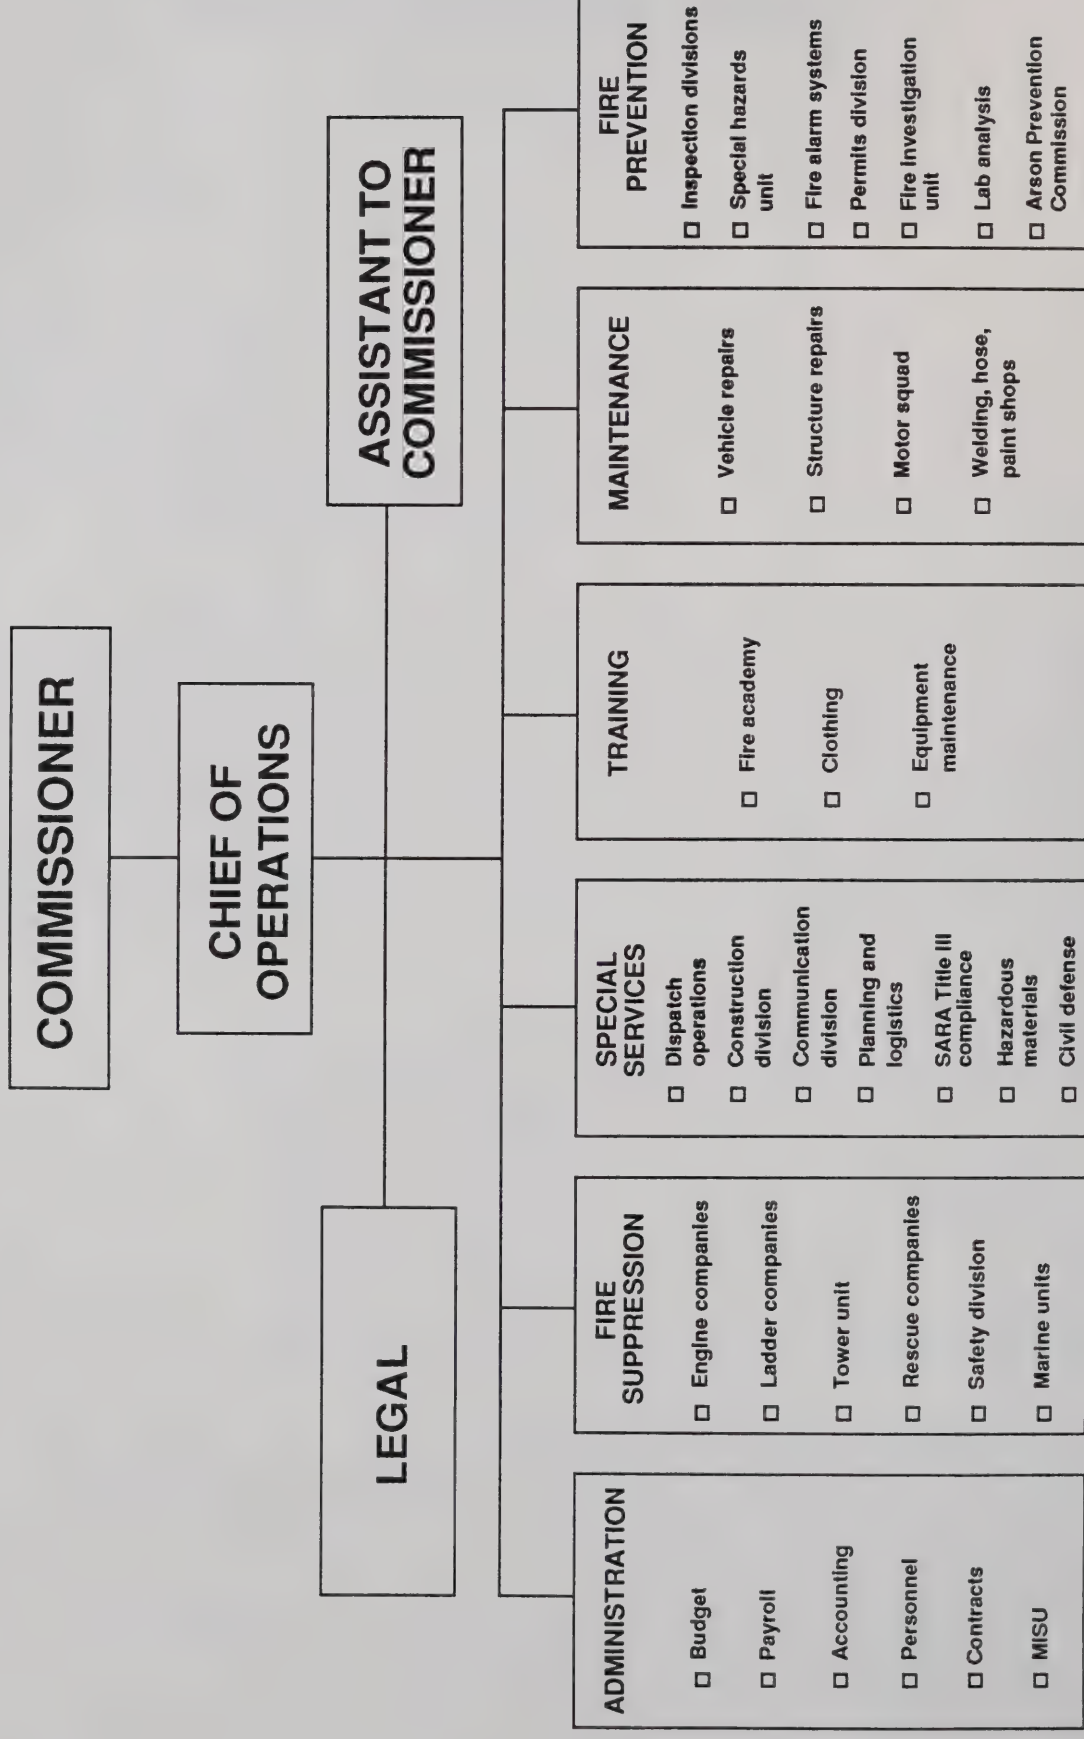 COMMISSIONER
CHIEF OF
OPERATIONS
LEGAL
ASSISTANT TO
COMMISSIONER
ADMINISTRATION
☐ Budget
☐ Payroll
☐ Accounting
☐ Personnel
☐ Contracts
☐ MISU
FIRE
SUPPRESSION
☐ Engine companies
☐ Ladder companies
☐ Tower unit
☐ Rescue companies
☐ Safety division
☐ Marine units
SPECIAL
SERVICES
☐ Dispatch
operations
☐ Construction
division
☐ Communication
division
☐ Planning and
logistics
☐ SARA Title III
compliance
☐ Hazardous
materials
☐ Civil defense
TRAINING
☐ Fire academy
☐ Clothing
☐ Equipment
maintenance
MAINTENANCE
☐ Vehicle repairs
☐ Structure repairs
☐ Motor squad
☐ Welding, hose,
paint shops
FIRE
PREVENTION
☐ Inspection divisions
☐ Special hazards
unit
☐ Fire alarm systems
☐ Permits division
☐ Fire investigation
unit
☐ Lab analysis
☐ Arson Prevention
Commission